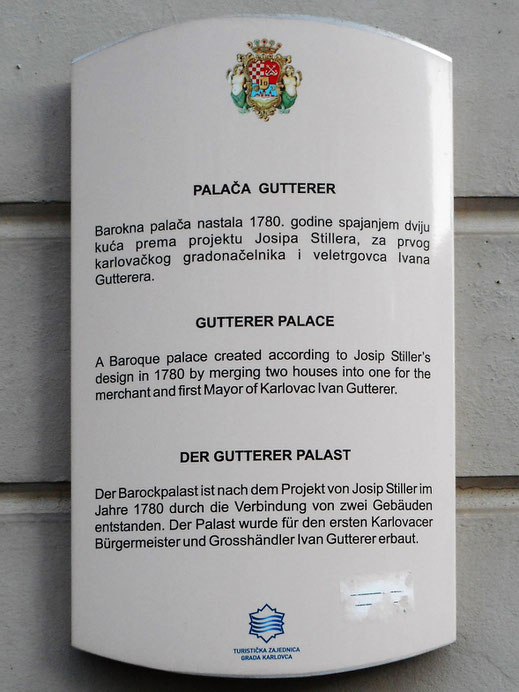 PALAČA GUTTERER
Barokna palača nastala 1780. godine spajanjem dviju
kuća prema projektu Josipa Stillera, za prvog
karlovačkog gradonačelnika i veletrgovca Ivana
Gutterera.
GUTTERER PALACE
A Baroque palace created according to Josip Stiller's
design in 1780 by merging two houses into one for the
merchant and first Mayor of Karlovac Ivan Gutterer.
DER GUTTERER PALAST
Der Barockpalast ist nach dem Projekt von Josip Stiller im
Jahre 1780 durch die Verbindung von zwei Gebäuden
entstanden. Der Palast wurde für den ersten Karlovacer
Bürgermeister und Grosshändler Ivan Gutterer erbaut.
TURISTIČKA ZAJEDNICA
GRADA KARLOVCA